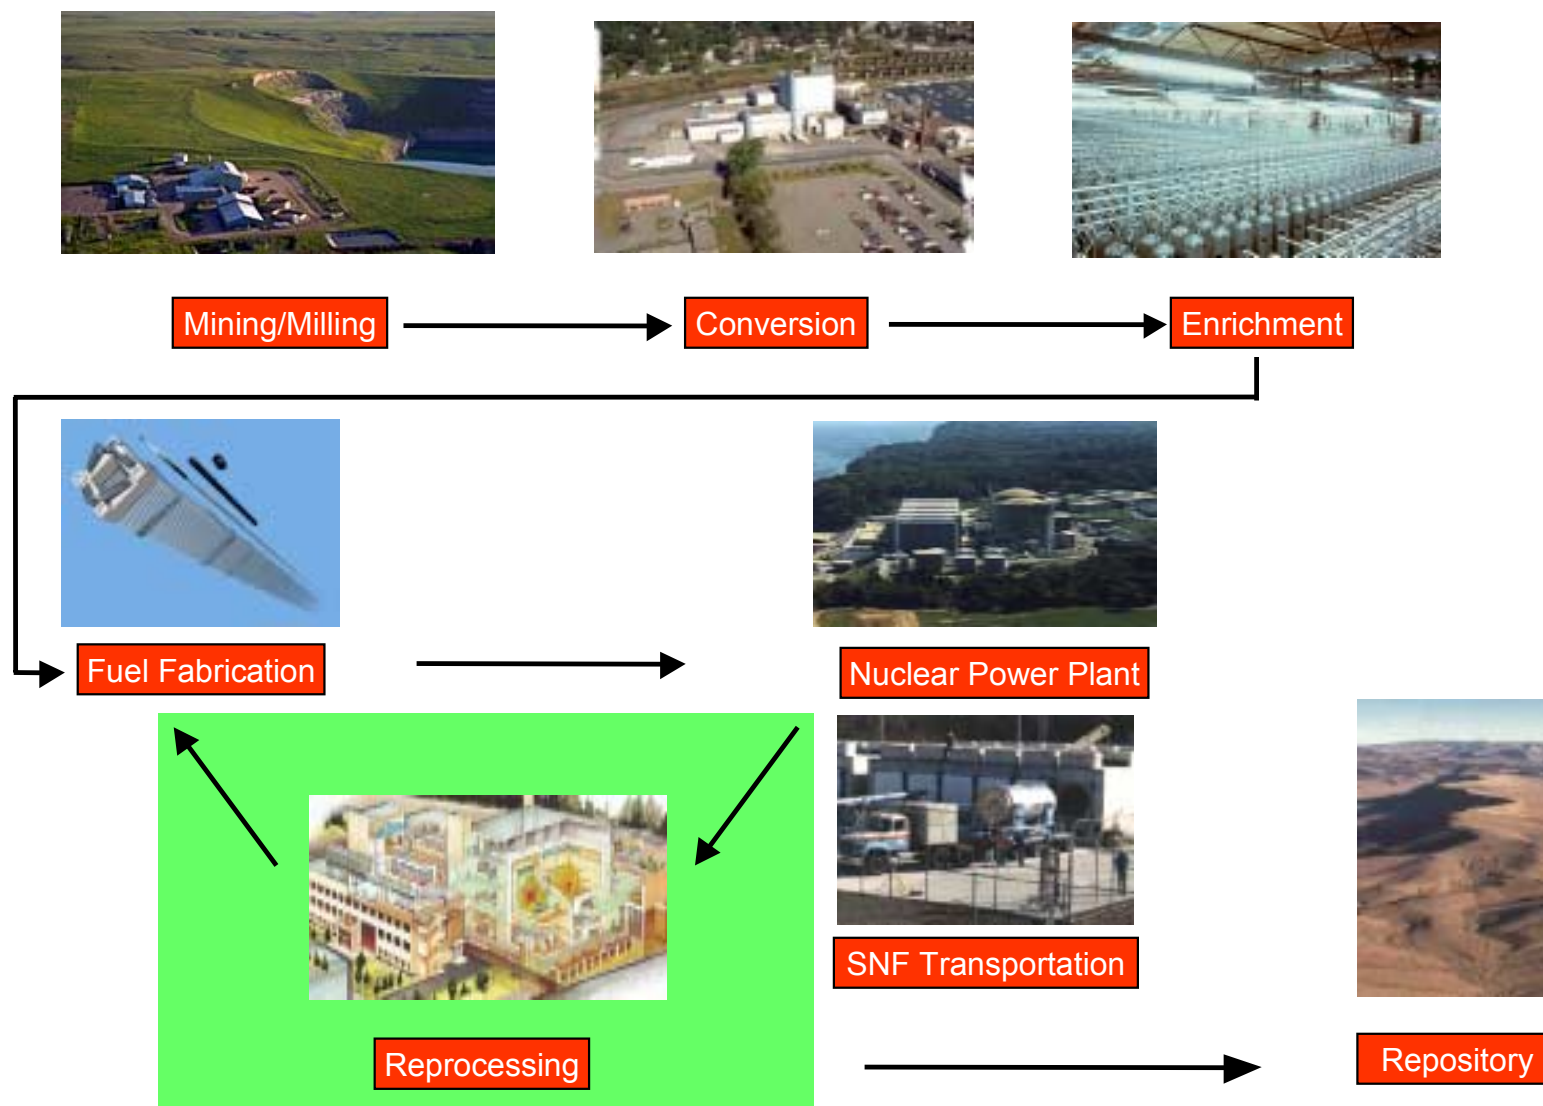 Mining/Milling
Conversion
Enrichment
Fuel Fabrication
Nuclear Power Plant
SNF Transportation
Reprocessing
Repository